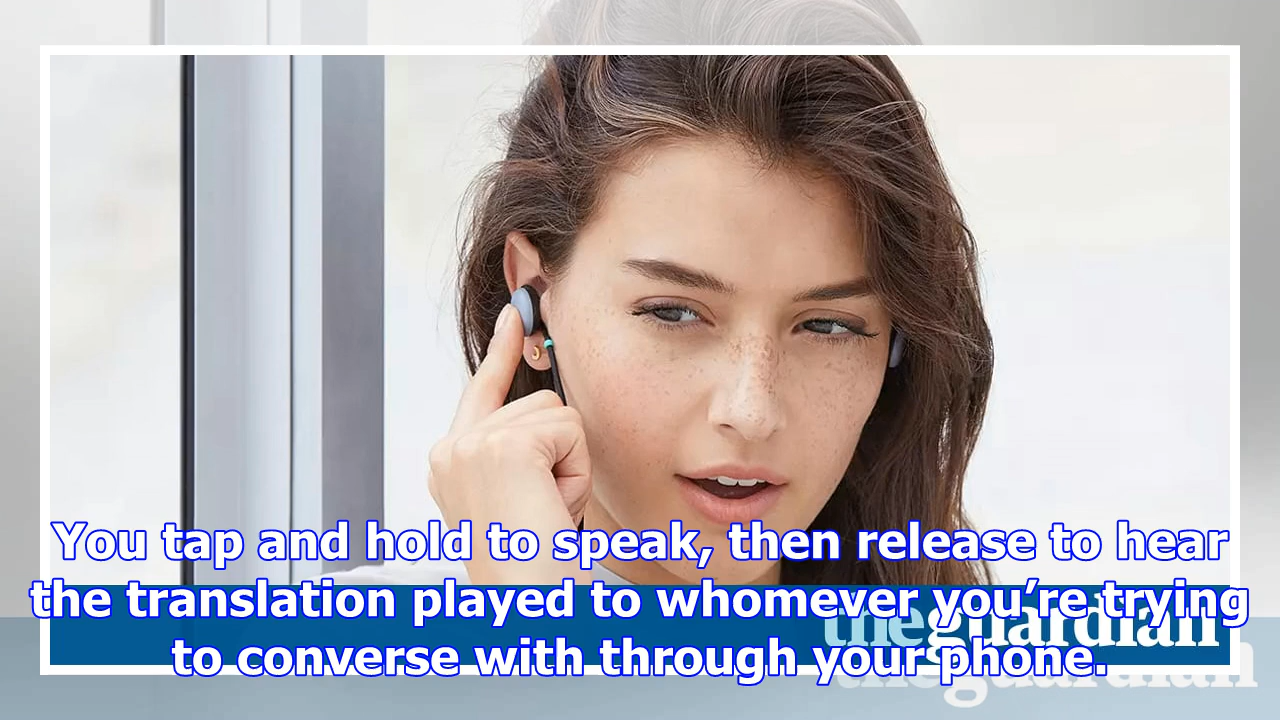 You tap and hold to speak, then release to hear
the translation played to whomever you’re trying
to converse with through your phone.
theguardian
theguardian